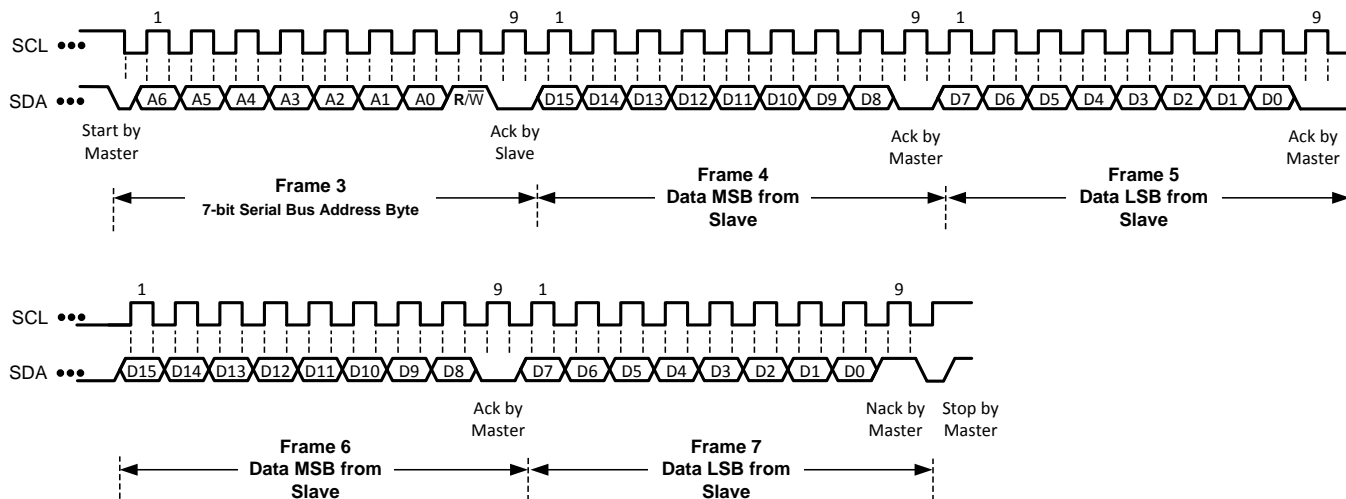 1 9 1 9 1 9
SCL •••
SDA ••• A6 A5 A4 A3 A2 A1 A0 R/W̅ D15 D14 D13 D12 D11 D10 D9 D8 D7 D6 D5 D4 D3 D2 D1 D0
Start by
Master
Ack by
Slave
Ack by
Master
Ack by
Master
Frame 3
7-bit Serial Bus Address Byte
Frame 4
Data MSB from
Slave
Frame 5
Data LSB from
Slave
1 9 1 9
SCL •••
SDA ••• D15 D14 D13 D12 D11 D10 D9 D8 D7 D6 D5 D4 D3 D2 D1 D0
Ack by
Master
Nack by
Master
Stop by
Master
Frame 6
Data MSB from
Slave
Frame 7
Data LSB from
Slave